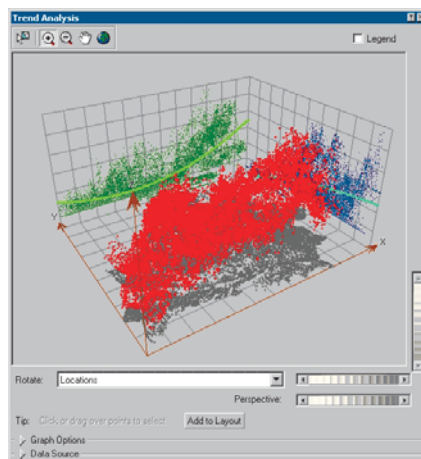 Trend Analysis
Legend
Y
X
Rotate: Locations
Perspective:
Tip: Click or drag over points to select Add to Layout
Graph Options
Data Source